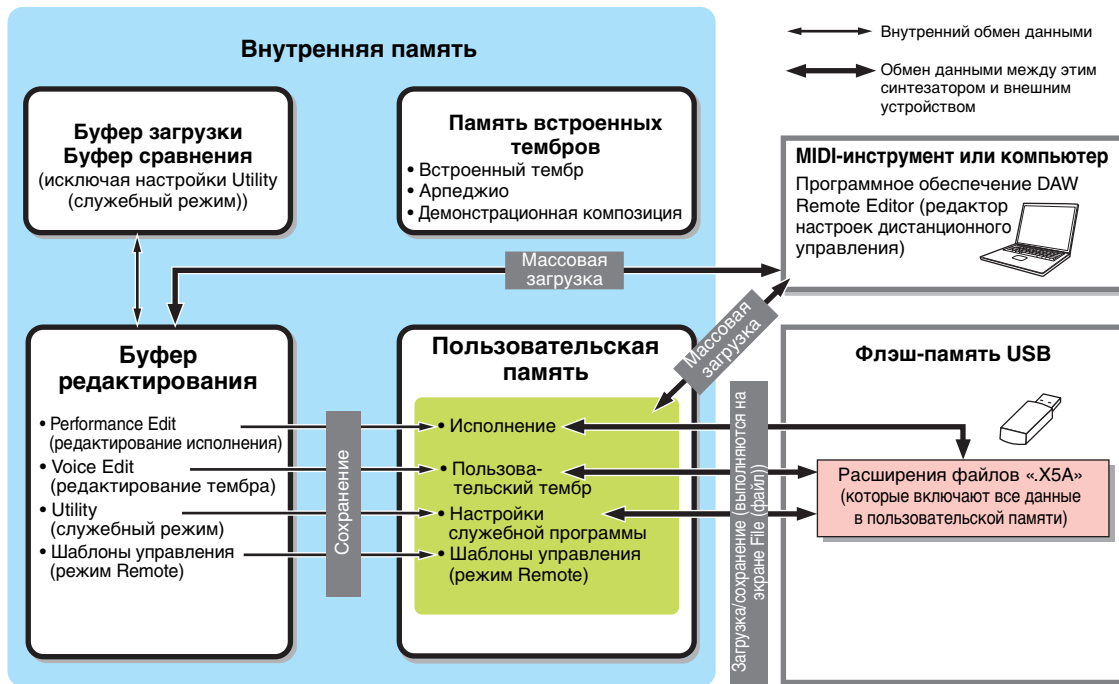 Внутренняя память
Буфер загрузки
Буфер сравнения
(исключая настройки Utility
(служебный режим))
Память встроенных
тембров
• Встроенный тембр
• Арпеджио
• Демонстрационная композиция
Внутренний обмен данными
Обмен данными между этим
синтезатором и внешним
устройством
MIDI-инструмент или компьютер
Программное обеспечение DAW
Remote Editor (редактор
настроек дистанционного
управления)
Массовая
загрузка
Массовая
загрузка
Буфер
редактирования
• Performance Edit
(редактирование исполнения)
• Voice Edit
(редактирование тембра)
• Utility
(служебный режим)
• Шаблоны управления
(режим Remote)
Сохранение
Пользовательская
память
• Исполнение
• Пользова-
тельский тембр
• Настройки
служебной программы
• Шаблоны управления
(режим Remote)
Загрузка/сохранение (выполняются на
экране File (файл))
Флэш-память USB
Расширения файлов «.X5A»
(которые включают все данные
в пользовательской памяти)